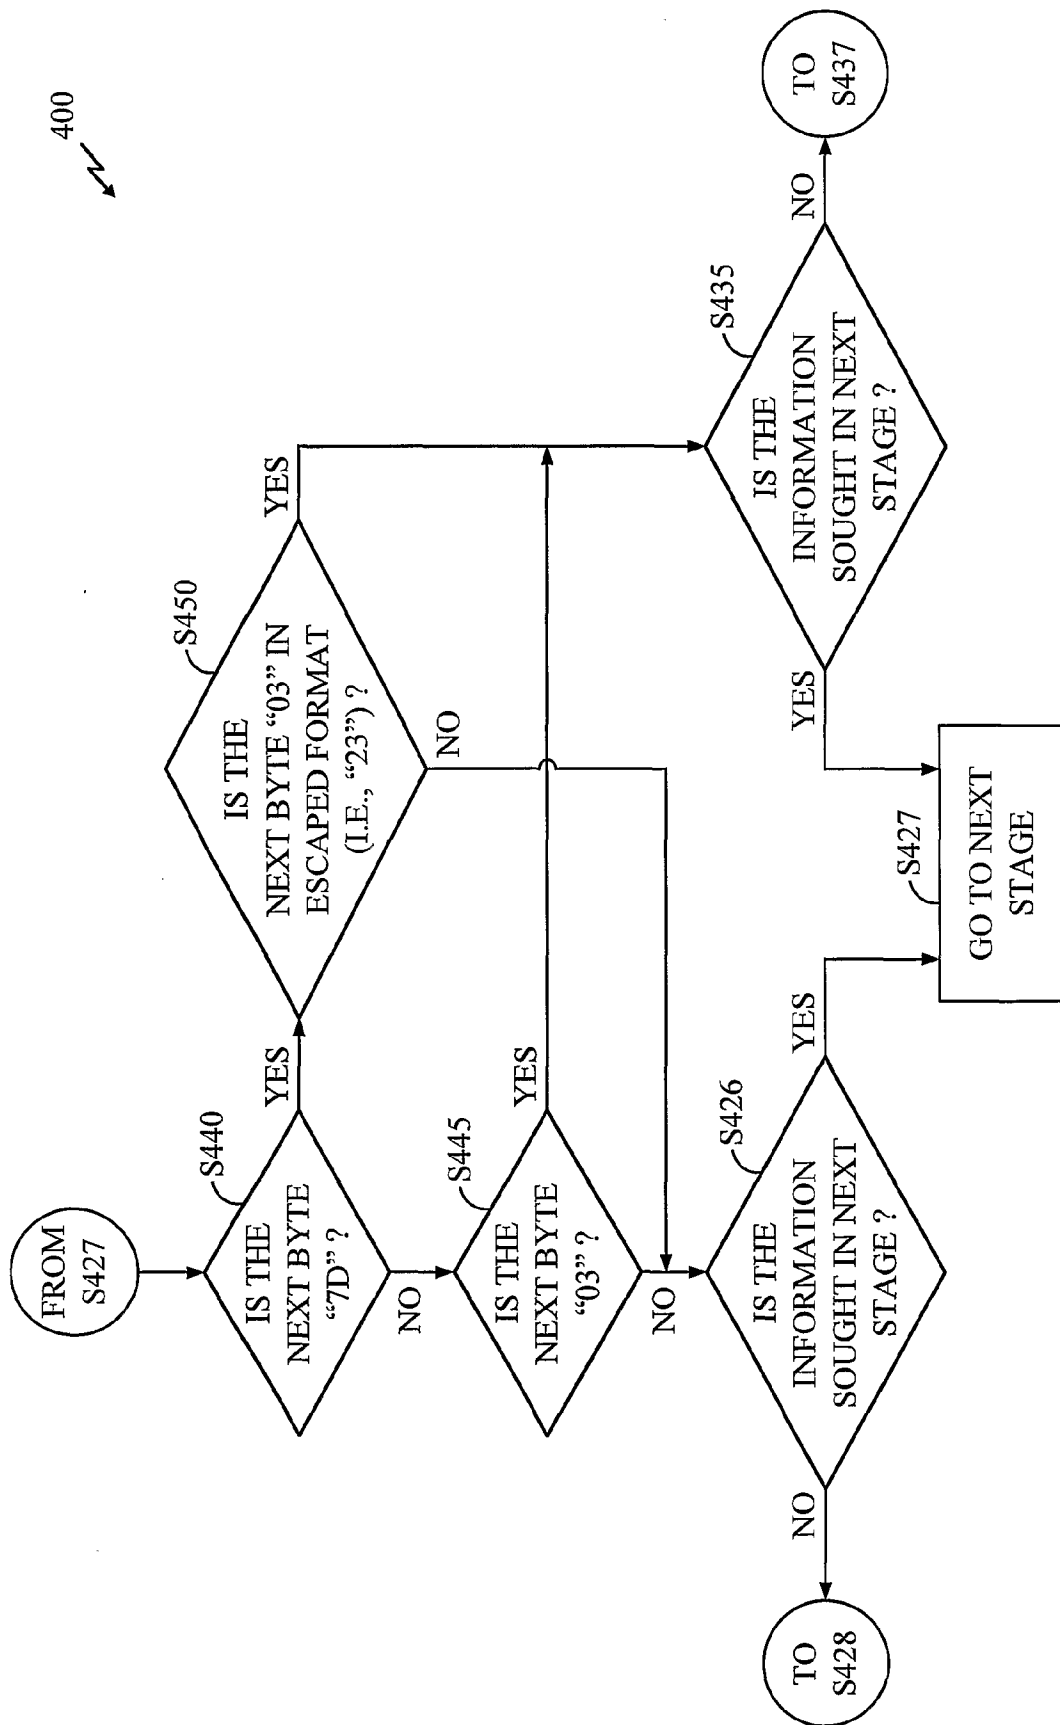 400
FROM
S427
S440
IS THE
NEXT BYTE
“7D” ?
YES
NO
S450
IS THE
NEXT BYTE “03” IN
ESCAPED FORMAT
(I.E., “23”) ?
YES
NO
S445
IS THE
NEXT BYTE
“03” ?
YES
NO
S426
IS THE
INFORMATION
SOUGHT IN NEXT
STAGE ?
NO
YES
TO
S428
S435
IS THE
INFORMATION
SOUGHT IN NEXT
STAGE ?
YES
NO
TO
S437
S427
GO TO NEXT
STAGE